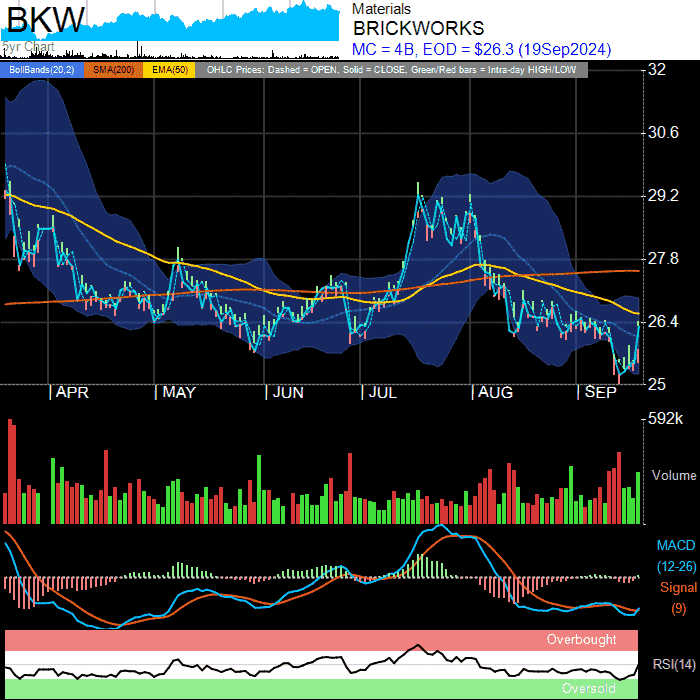 BKW
5yr Chart
Materials
BRICKWORKS
MC = 4B, EOD = $26.3 (19Sep2024)
BollBands(20,2) SMA(200) EMA(50) OHLC Prices: Dashed = OPEN, Solid = CLOSE, Green/Red bars = Intra-day HIGH/LOW
32
30.6
29.2
27.8
26.4
25
APR MAY JUN JUL AUG SEP
592k
Volume
MACD
(12-26)
Signal
(9)
Overbought
RSI(14)
Oversold